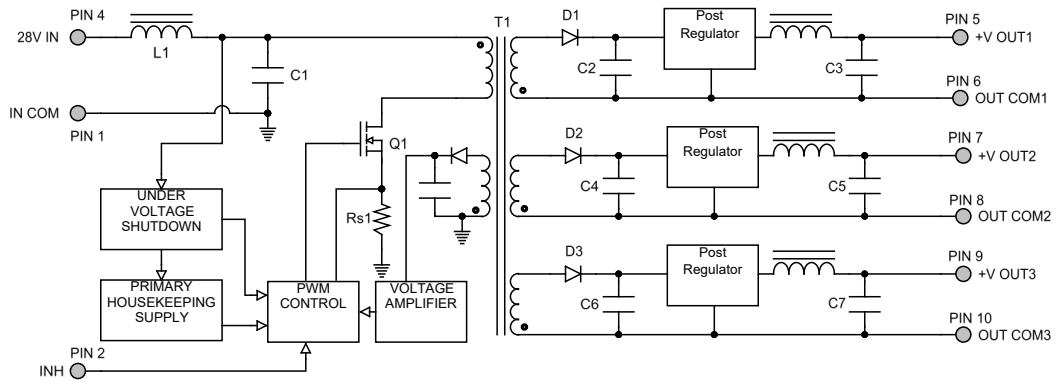 PIN 4
28V IN
L1
C1
IN COM
PIN 1
T1
D1
Post
Regulator
C2
C3
PIN 5
+V OUT1
PIN 6
OUT COM1
Q1
Rs1
D2
Post
Regulator
C4
C5
PIN 7
+V OUT2
PIN 8
OUT COM2
UNDER
VOLTAGE
SHUTDOWN
PRIMARY
HOUSEKEEPING
SUPPLY
PWM
CONTROL
VOLTAGE
AMPLIFIER
D3
Post
Regulator
C6
C7
PIN 9
+V OUT3
PIN 10
OUT COM3
PIN 2
INH